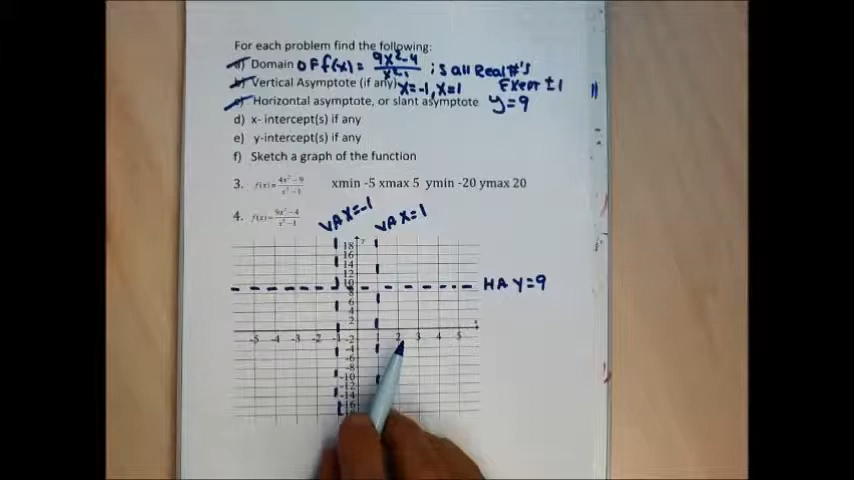 For each problem find the following:
a) Domain OF f(x) = 9x²-4 / x²-1 ; is all Real #'s
Exept ±1
b) Vertical Asymptote (if any) x=-1, x=1
c) Horizontal asymptote, or slant asymptote y=9
d) x- intercept(s) if any
e) y-intercept(s) if any
f) Sketch a graph of the function
3. f(x)= 4x²-9 / x²-1 xmin -5 xmax 5 ymin -20 ymax 20
4. f(x)= 9x²-4 / x²-1
VA X=-1 VA X=1
y
18
16
14
12
10
8
HA Y=9
6
4
2
x
-5 -4 -3 -2 -1 1 2 3 4 5
-2
-4
-6
-8
-10
-12
-14
-16